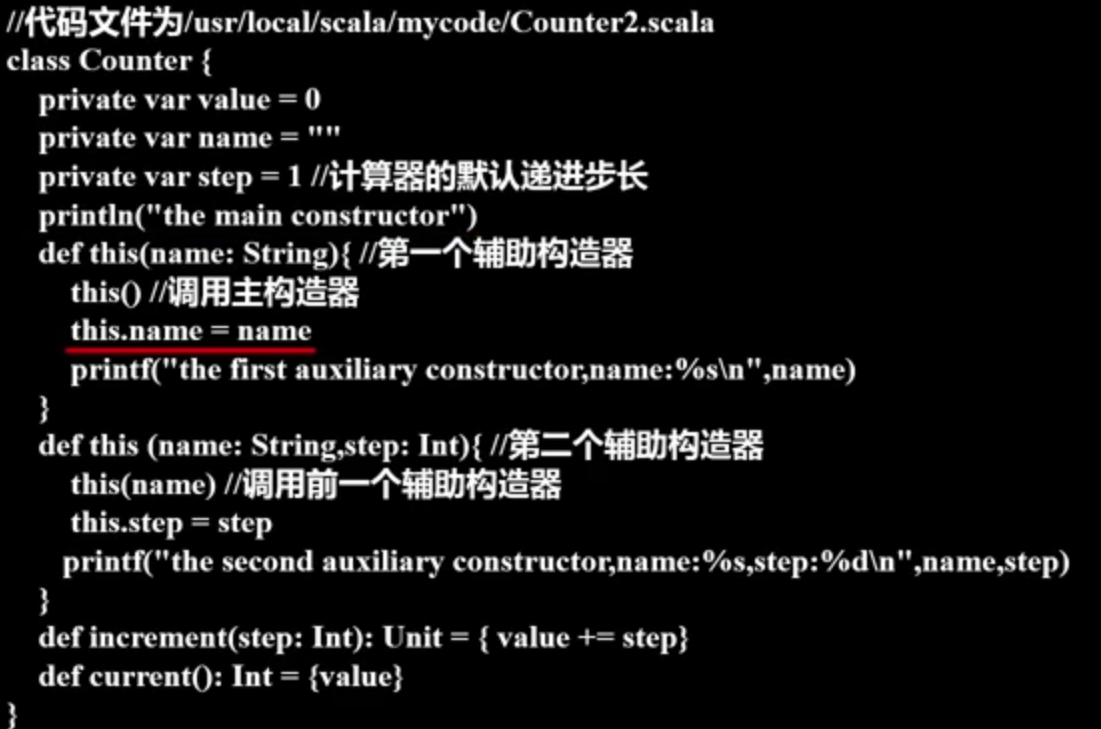 //代码文件为/usr/local/scala/mycode/Counter2.scala
class Counter {
private var value = 0
private var name = ""
private var step = 1 //计算器的默认递进步长
println("the main constructor")
def this(name: String){ //第一个辅助构造器
this() //调用主构造器
this.name = name
printf("the first auxiliary constructor,name:%s\n",name)
}
def this (name: String,step: Int){ //第二个辅助构造器
this(name) //调用前一个辅助构造器
this.step = step
printf("the second auxiliary constructor,name:%s,step:%d\n",name,step)
}
def increment(step: Int): Unit = { value += step}
def current(): Int = {value}
}